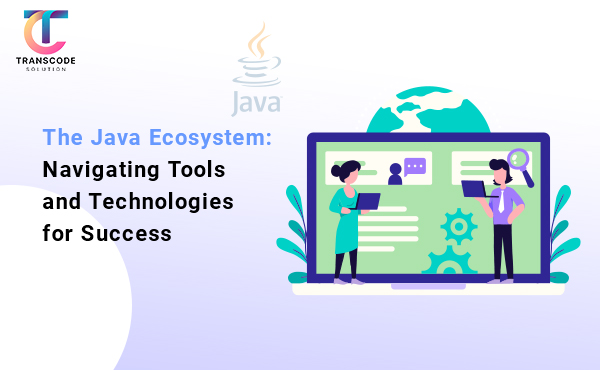 TRANSCODE
SOLUTION
Java
The Java Ecosystem:
Navigating Tools
and Technologies
for Success